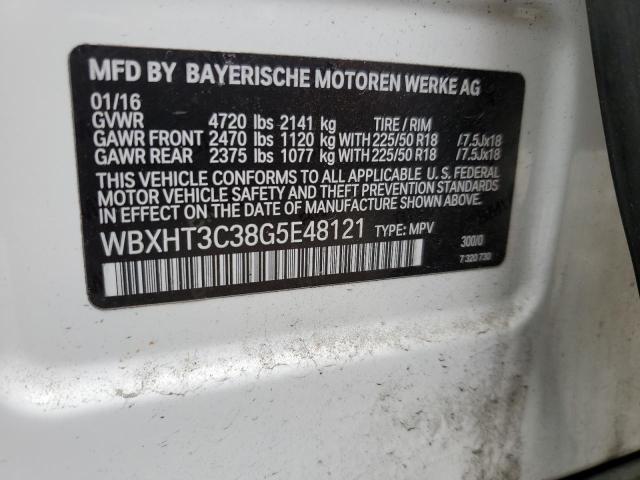 MFD BY BAYERISCHE MOTOREN WERKE AG
01/16
GVWR 4720 lbs 2141 kg TIRE / RIM
GAWR FRONT 2470 lbs 1120 kg WITH 225/50 R18 /7.5Jx18
GAWR REAR 2375 lbs 1077 kg WITH 225/50 R18 /7.5Jx18
THIS VEHICLE CONFORMS TO ALL APPLICABLE U. S. FEDERAL
MOTOR VEHICLE SAFETY AND THEFT PREVENTION STANDARDS
IN EFFECT ON THE DATE OF MANUFACTURE SHOWN ABOVE.
WBXHT3C38G5E48121 TYPE: MPV
300/0
7 320 730